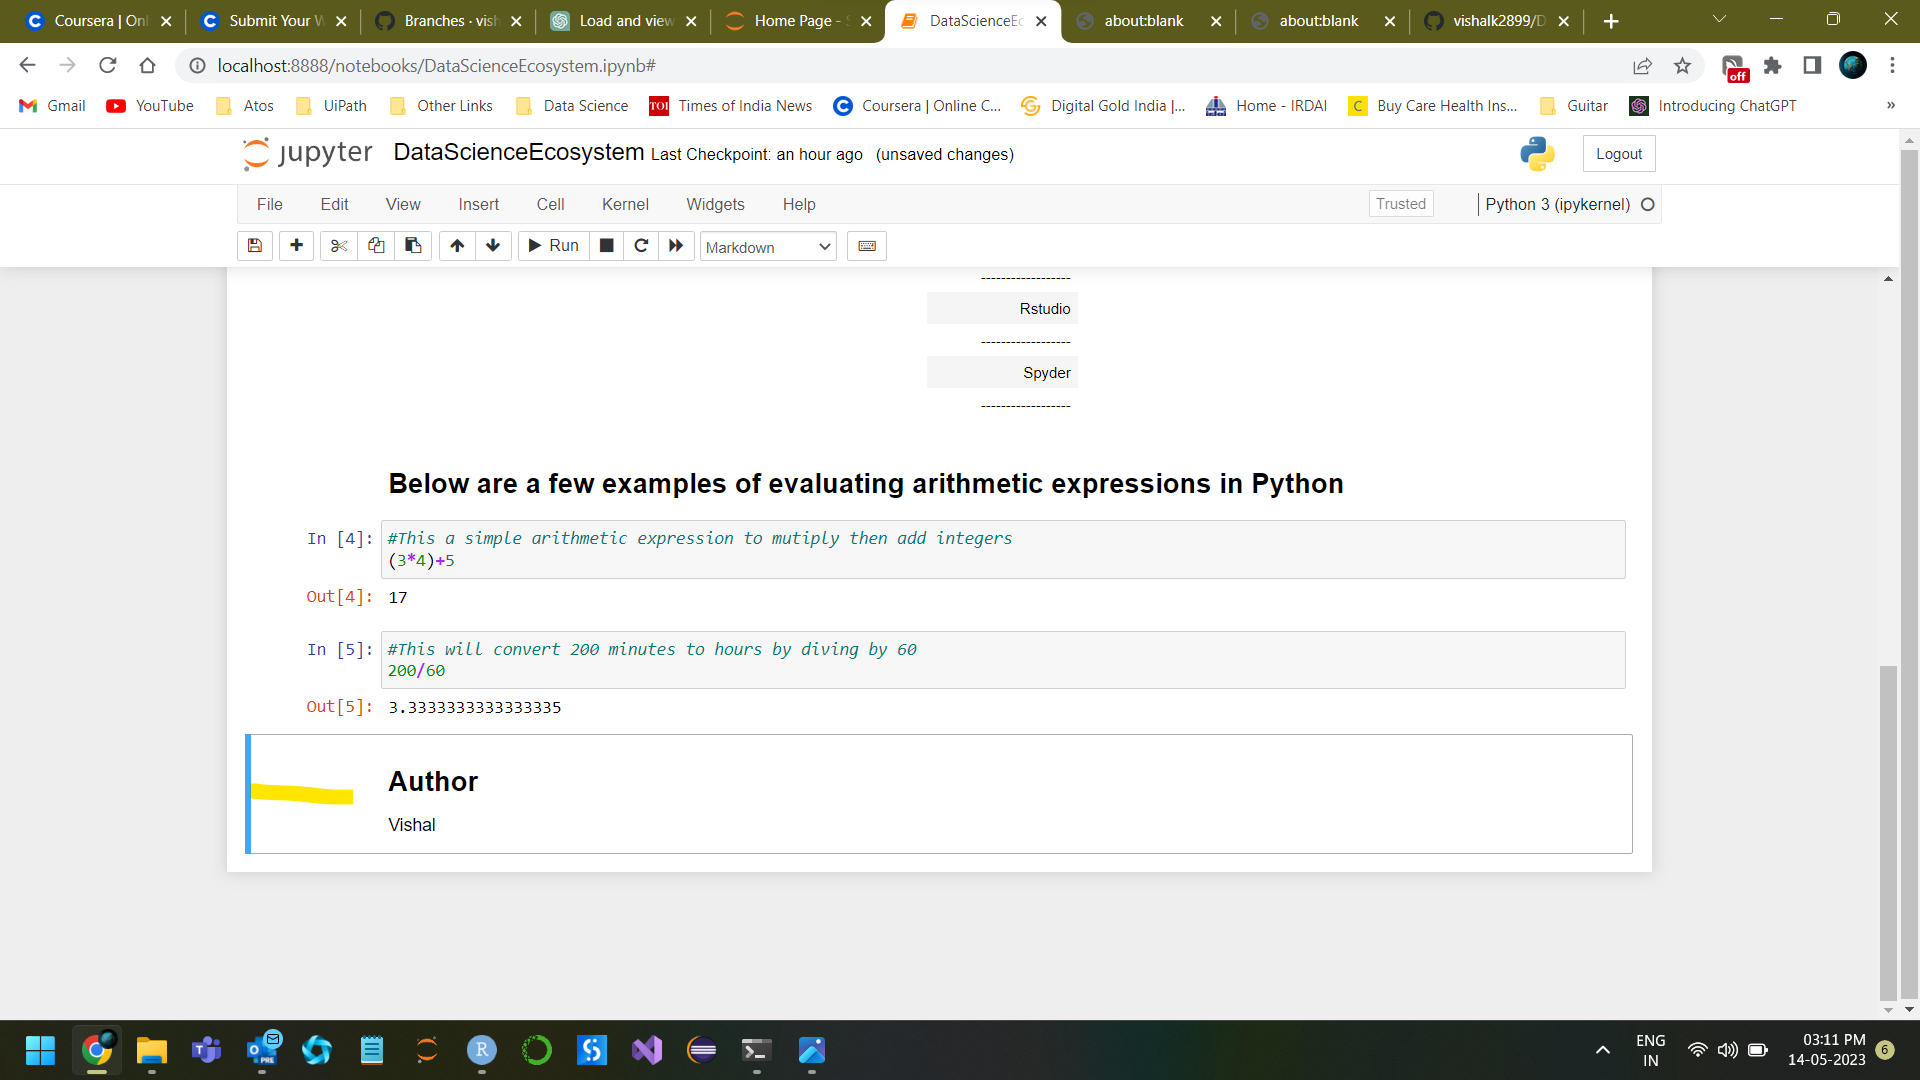 Coursera | Onl
Submit Your W
Branches · vish
Load and view
Home Page - S
DataScienceEc
about:blank
about:blank
vishalk2899/D
localhost:8888/notebooks/DataScienceEcosystem.ipynb#
off
Gmail
YouTube
Atos
UiPath
Other Links
Data Science
TOI
Times of India News
Coursera | Online C...
Digital Gold India |...
Home - IRDAI
C
Buy Care Health Ins...
Guitar
Introducing ChatGPT
»
jupyter
DataScienceEcosystem Last Checkpoint: an hour ago (unsaved changes)
Logout
File
Edit
View
Insert
Cell
Kernel
Widgets
Help
Trusted
Python 3 (ipykernel)
Run
Markdown
------------------
Rstudio
------------------
Spyder
------------------
Below are a few examples of evaluating arithmetic expressions in Python
In [4]: #This a simple arithmetic expression to mutiply then add integers
(3*4)+5
Out[4]: 17
In [5]: #This will convert 200 minutes to hours by diving by 60
200/60
Out[5]: 3.3333333333333335
Author
Vishal
PRE
R
ENG
IN
03:11 PM
14-05-2023
6